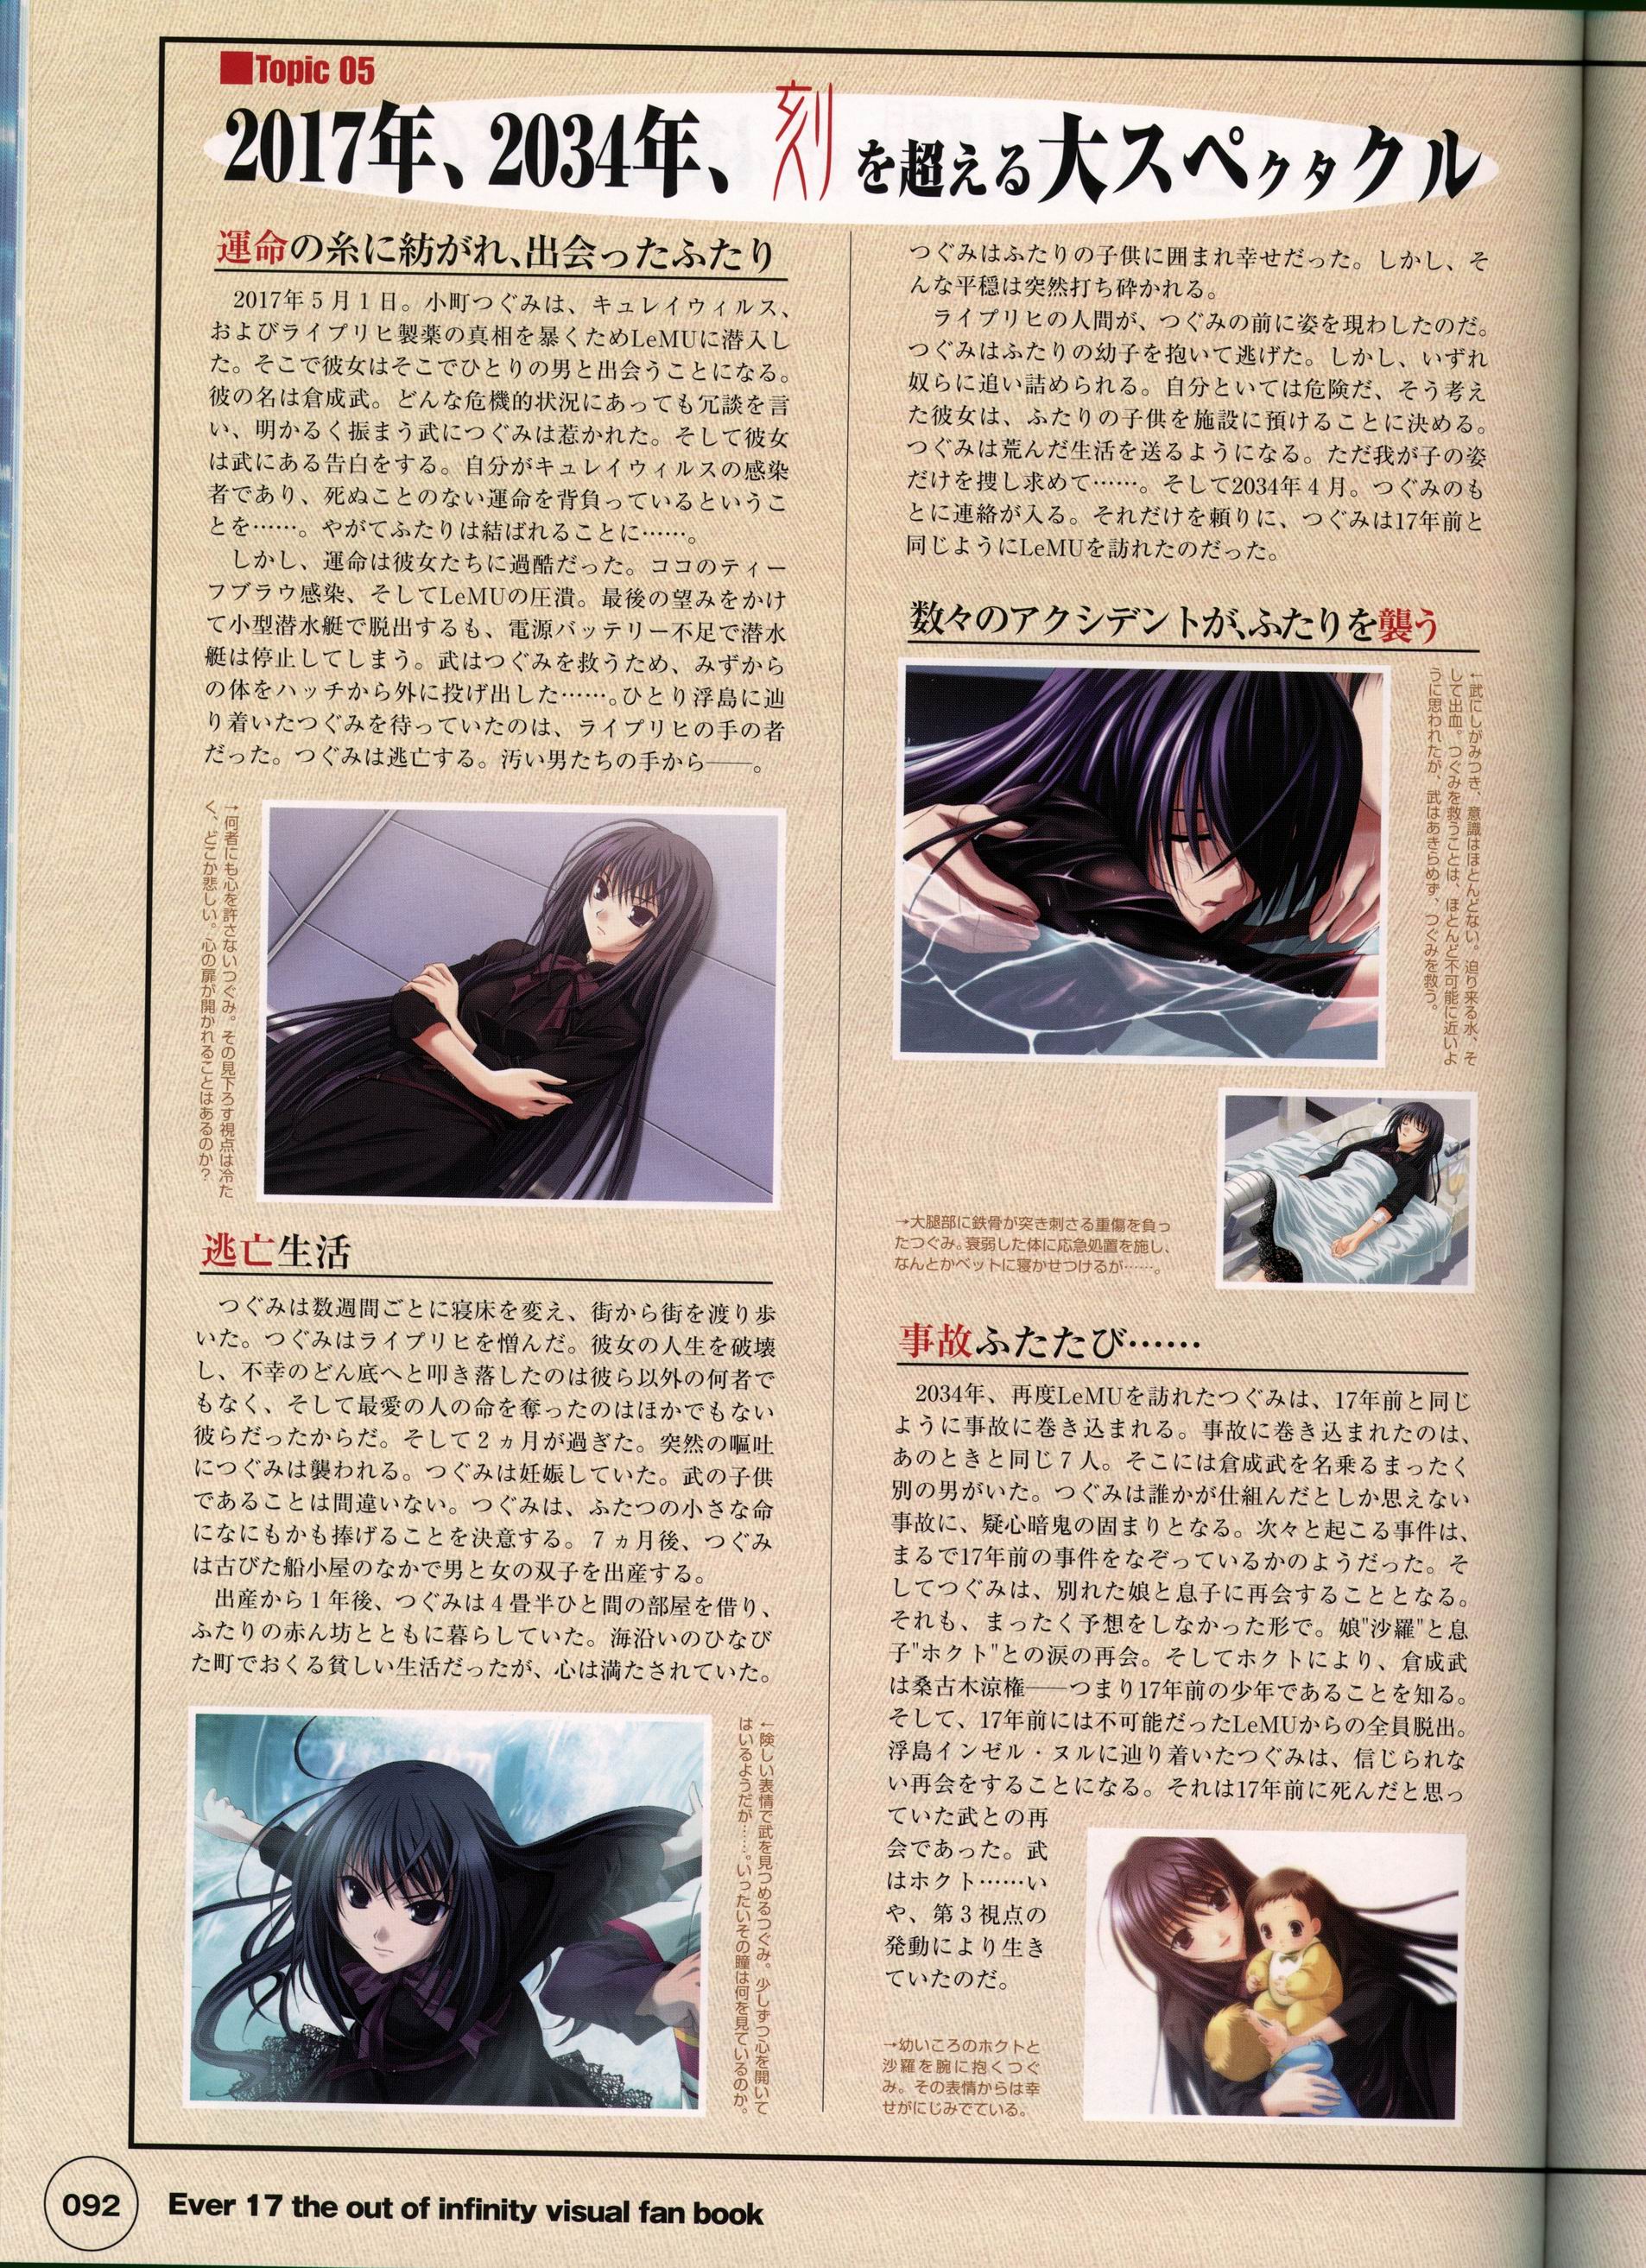 ■Topic 05
2017年、2034年、刻を超える大スペクタクル
運命の糸に紡がれ、出会ったふたり
2017年5月1日。小町つぐみは、キュレイウィルス、
およびライプリヒ製薬の真相を暴くためLeMUに潜入し
た。そこで彼女はそこでひとりの男と出会うことになる。
彼の名は倉成武。どんな危機的状況にあっても冗談を言
い、明かるく振まう武につぐみは惹かれた。そして彼女
は武にある告白をする。自分がキュレイウィルスの感染
者であり、死ぬことのない運命を背負っているというこ
とを……。やがてふたりは結ばれることに……。
しかし、運命は彼女たちに過酷だった。ココのティー
フブラウ感染、そしてLeMUの圧潰。最後の望みをかけ
て小型潜水艇で脱出するも、電源バッテリー不足で潜水
艇は停止してしまう。武はつぐみを救うため、みずから
の体をハッチから外に投げ出した……。ひとり浮島に辿
り着いたつぐみを待っていたのは、ライプリヒの手の者
だった。つぐみは逃亡する。汚い男たちの手から――。
→何者にも心を許さないつぐみ。その見下ろす視点は冷た
く、どこか悲しい。心の扉が開かれることはあるのか？
逃亡生活
つぐみは数週間ごとに寝床を変え、街から街を渡り歩
いた。つぐみはライプリヒを憎んだ。彼女の人生を破壊
し、不幸のどん底へと叩き落したのは彼ら以外の何者で
もなく、そして最愛の人の命を奪ったのはほかでもない
彼らだったからだ。そして2ヵ月が過ぎた。突然の嘔吐
につぐみは襲われる。つぐみは妊娠していた。武の子供
であることは間違いない。つぐみは、ふたつの小さな命
になにもかも捧げることを決意する。7ヵ月後、つぐみ
は古びた船小屋のなかで男と女の双子を出産する。
出産から1年後、つぐみは4畳半ひと間の部屋を借り、
ふたりの赤ん坊とともに暮らしていた。海沿いのひなび
た町でおくる貧しい生活だったが、心は満たされていた。
←険しい表情で武を見つめるつぐみ。少しずつ心を開いて
はいるようだが……。いったいその瞳は何を見ているのか。
つぐみはふたりの子供に囲まれ幸せだった。しかし、そ
んな平穏は突然打ち砕かれる。
ライプリヒの人間が、つぐみの前に姿を現わしたのだ。
つぐみはふたりの幼子を抱いて逃げた。しかし、いずれ
奴らに追い詰められる。自分といては危険だ、そう考え
た彼女は、ふたりの子供を施設に預けることに決める。
つぐみは荒んだ生活を送るようになる。ただ我が子の姿
だけを捜し求めて……。そして2034年4月。つぐみのも
とに連絡が入る。それだけを頼りに、つぐみは17年前と
同じようにLeMUを訪れたのだった。
数々のアクシデントが、ふたりを襲う
←武にしがみつき、意識はほとんどない。迫り来る水、そ
して出血。つぐみを救うことは、ほとんど不可能に近いよ
うに思われたが、武はあきらめず、つぐみを救う。
→大腿部に鉄骨が突き刺さる重傷を負っ
たつぐみ。衰弱した体に応急処置を施し、
なんとかベットに寝かせつけるが……。
事故ふたたび……
2034年、再度LeMUを訪れたつぐみは、17年前と同じ
ように事故に巻き込まれる。事故に巻き込まれたのは、
あのときと同じ7人。そこには倉成武を名乗るまったく
別の男がいた。つぐみは誰かが仕組んだとしか思えない
事故に、疑心暗鬼の固まりとなる。次々と起こる事件は、
まるで17年前の事件をなぞっているかのようだった。そ
してつぐみは、別れた娘と息子に再会することとなる。
それも、まったく予想をしなかった形で。娘"沙羅"と息
子"ホクト"との涙の再会。そしてホクトにより、倉成武
は桑古木涼権――つまり17年前の少年であることを知る。
そして、17年前には不可能だったLeMUからの全員脱出。
浮島インゼル・ヌルに辿り着いたつぐみは、信じられな
い再会をすることになる。それは17年前に死んだと思っ
ていた武との再
会であった。武
はホクト……い
や、第3視点の
発動により生き
ていたのだ。
→幼いころのホクトと
沙羅を腕に抱くつぐ
み。その表情からは幸
せがにじみでている。
092
Ever 17 the out of infinity visual fan book